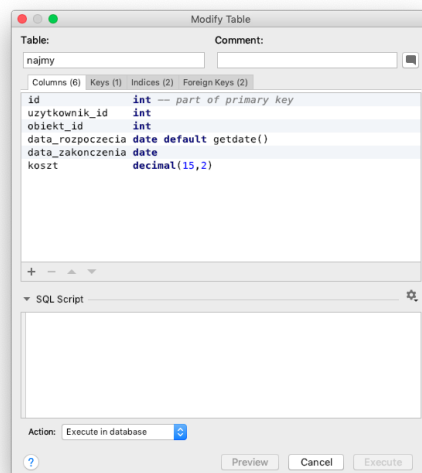 Modify Table
Table: Comment:
najmy
Columns (6) Keys (1) Indices (2) Foreign Keys (2)
id int -- part of primary key
uzytkownik_id int
obiekt_id int
data_rozpoczecia date default getdate()
data_zakonczenia date
koszt decimal(15,2)
SQL Script
Action: Execute in database
? Preview Cancel Execute